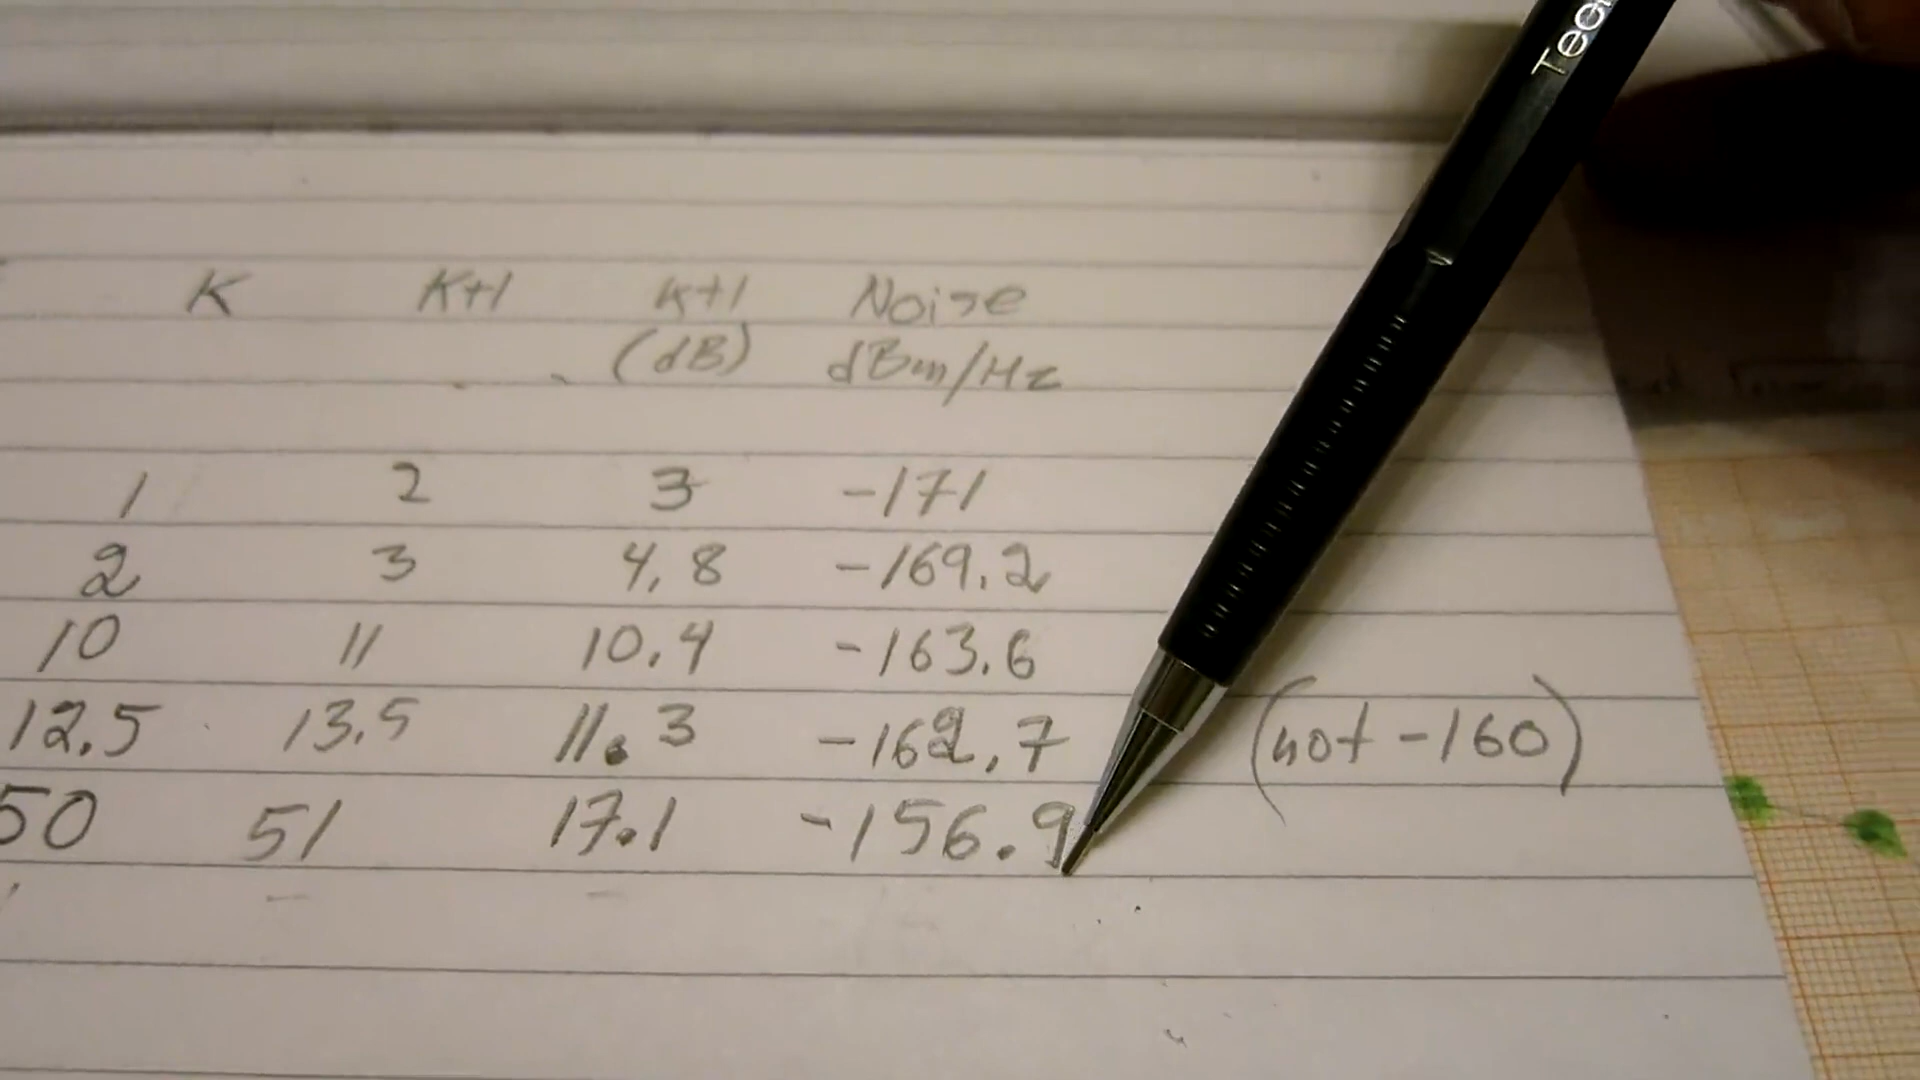 Teo
K K+1 K+1 Noise
(dB) dBm/Hz
1 2 3 -171
2 3 4,8 -169.2
10 11 10.4 -163.6
12.5 13.5 11.3 -162,7 (not -160)
50 51 17.1 -156.9